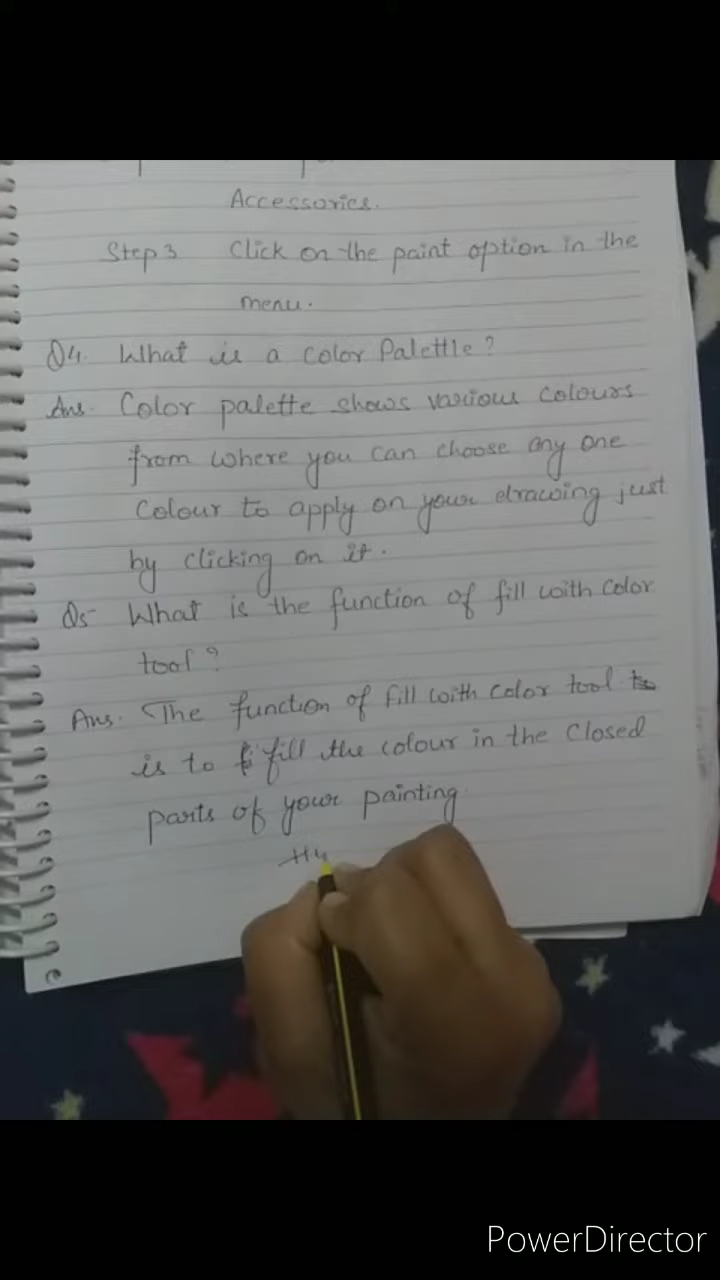 Accessories.
Step 3 Click on the paint option in the
menu.
Q4. What is a color Palettle?
Ans. Color palette shows various colours
from where you can choose any one
colour to apply on your drawing just
by clicking on it.
Q5 What is the function of fill with color
tool?
Ans. The function of fill with color tool
is to fill the colour in the closed
parts of your painting
PowerDirector